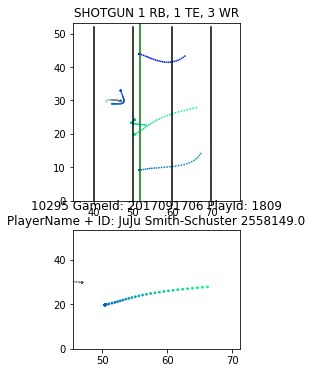 SHOTGUN 1 RB, 1 TE, 3 WR
50
40
30
20
10
0
40 50 60 70
10295 GameId: 2017091706 PlayId: 1809
PlayerName + ID: JuJu Smith-Schuster 2558149.0
40
20
0
50 60 70